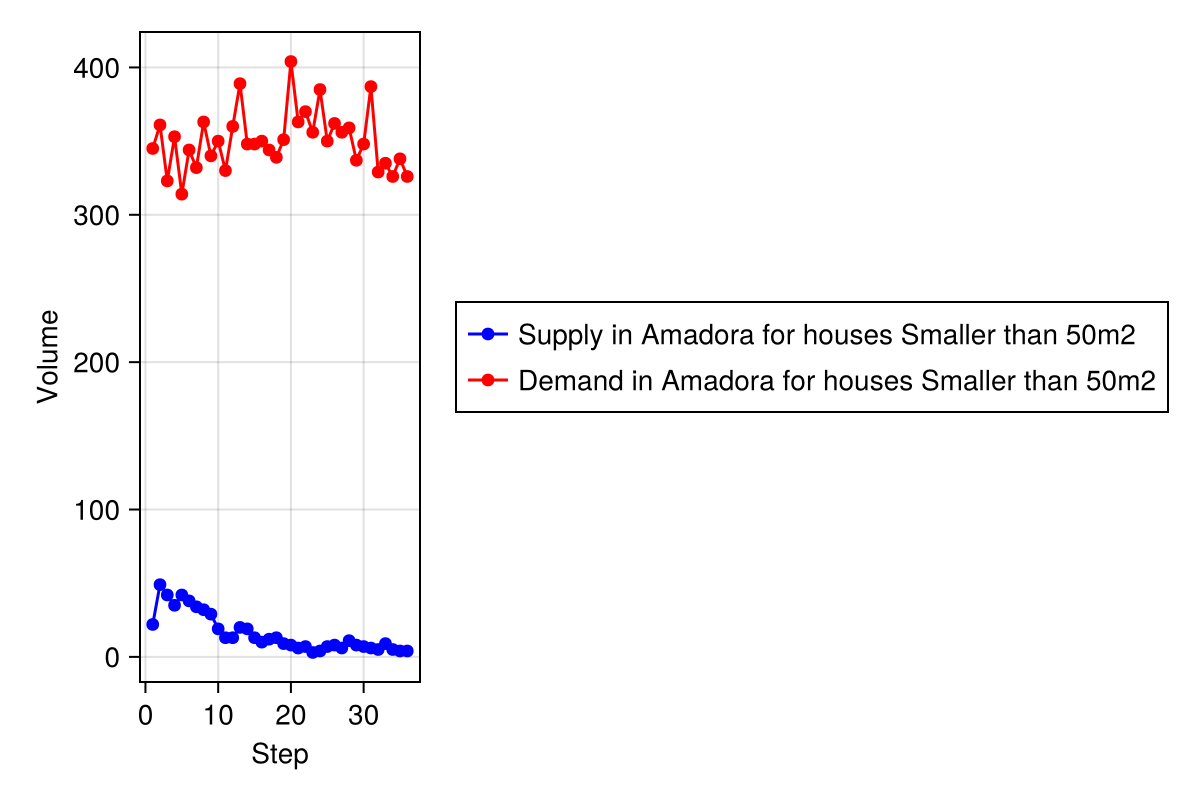 400
300
200
100
0
Volume
0 10 20 30
Step
Supply in Amadora for houses Smaller than 50m2
Demand in Amadora for houses Smaller than 50m2